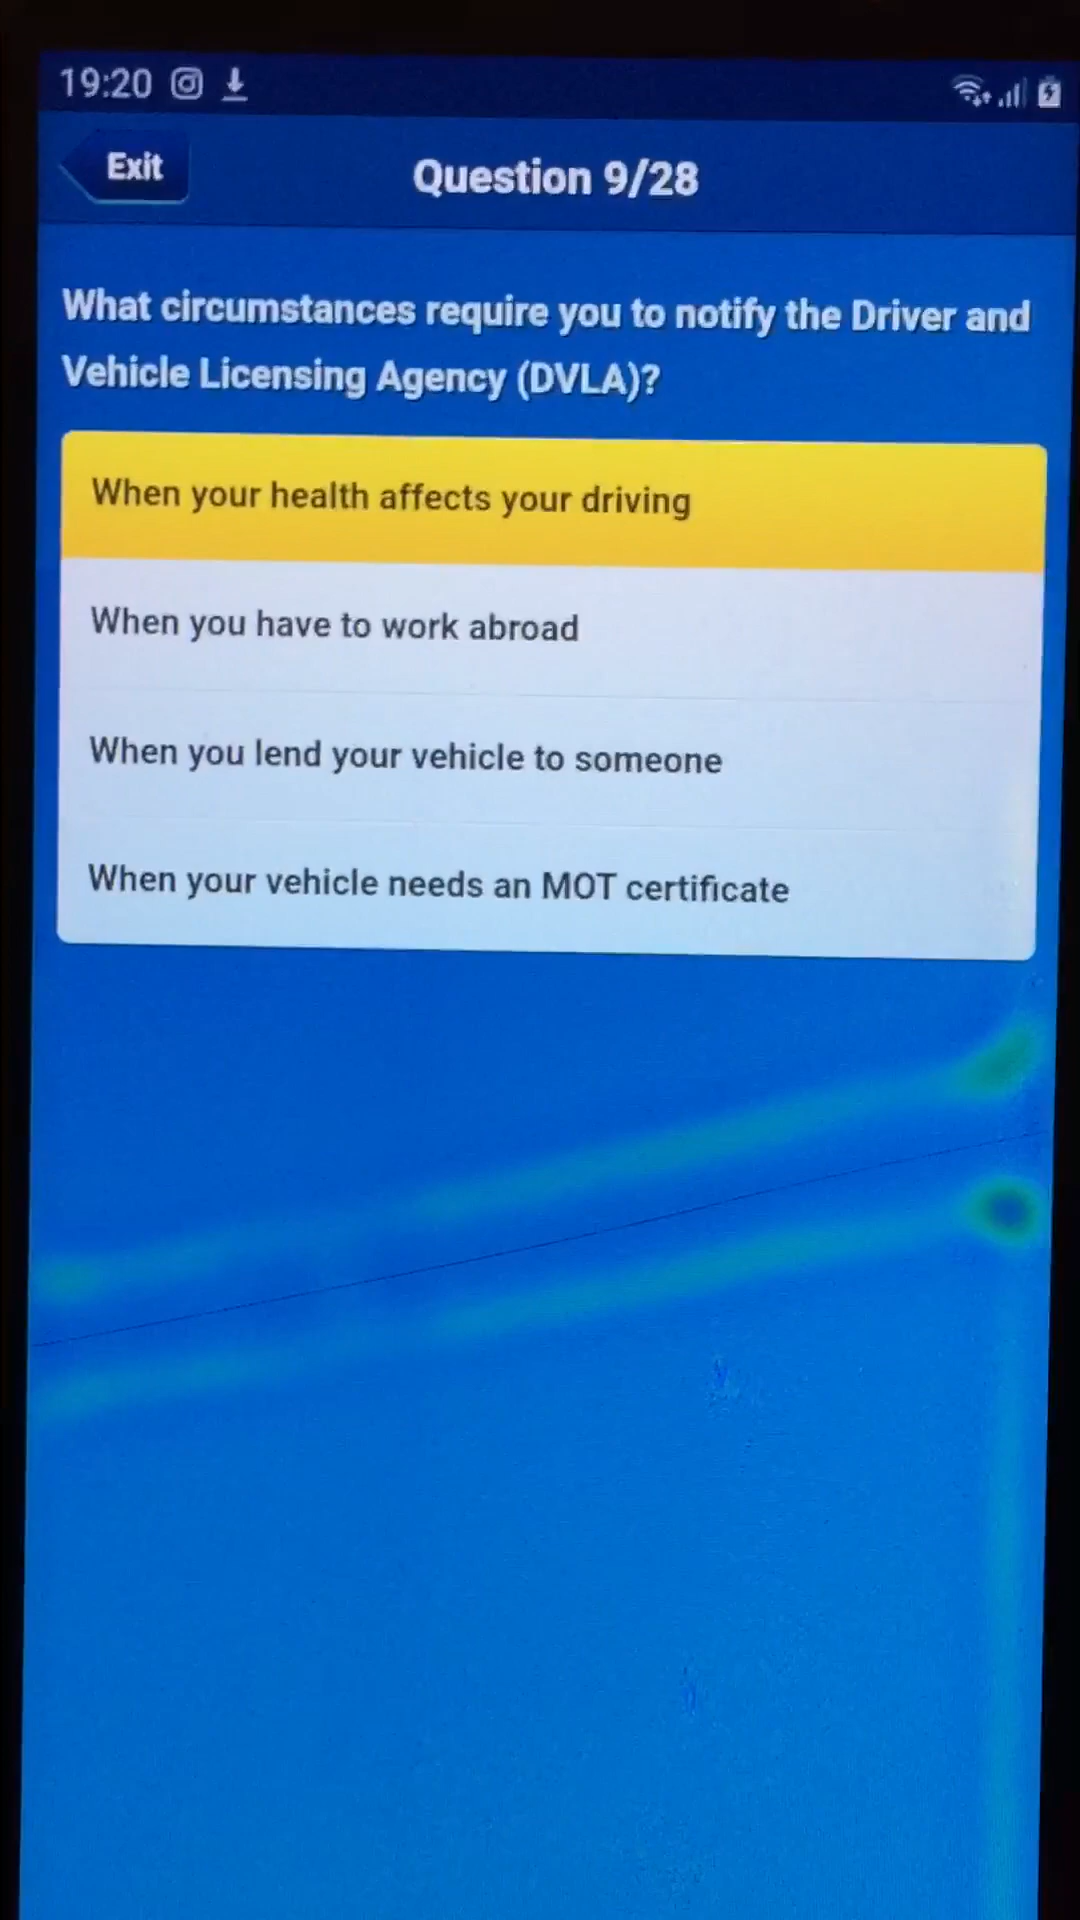 19:20
Exit
Question 9/28
What circumstances require you to notify the Driver and
Vehicle Licensing Agency (DVLA)?
When your health affects your driving
When you have to work abroad
When you lend your vehicle to someone
When your vehicle needs an MOT certificate